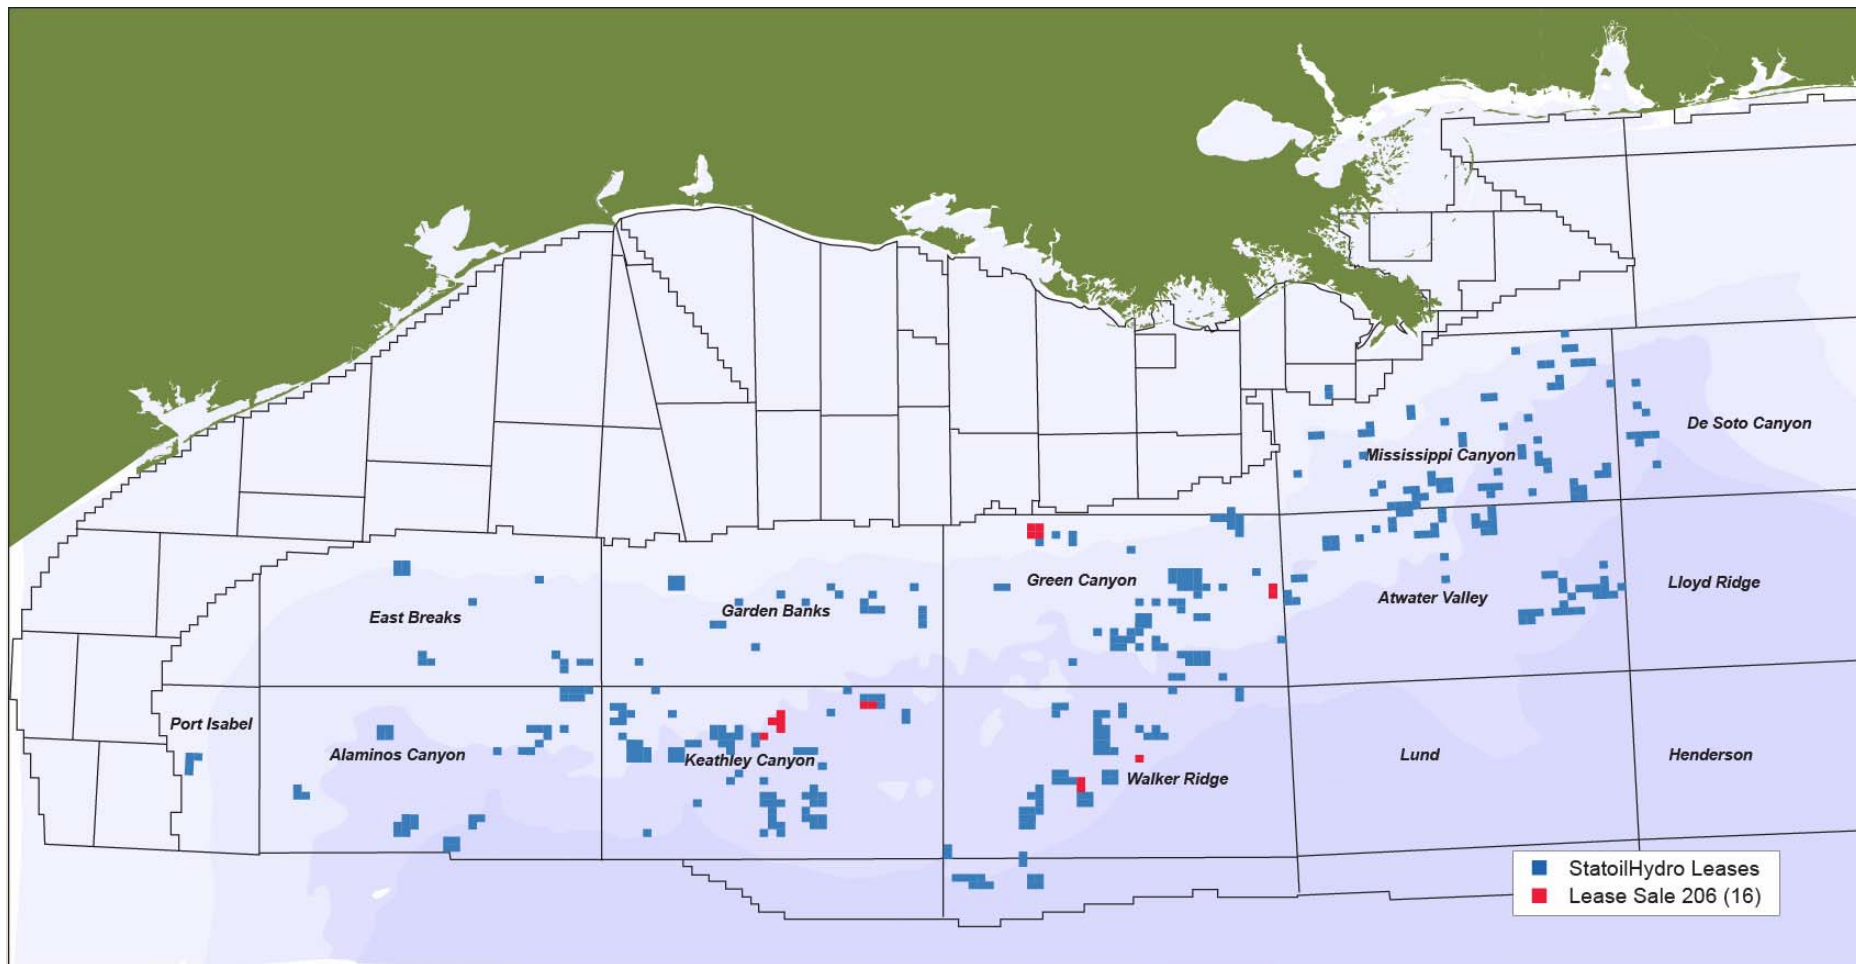 De Soto Canyon
Mississippi Canyon
Green Canyon
Lloyd Ridge
Atwater Valley
Garden Banks
East Breaks
Port Isabel
Alaminos Canyon
Keathley Canyon
Walker Ridge
Lund
Henderson
StatoilHydro Leases
Lease Sale 206 (16)